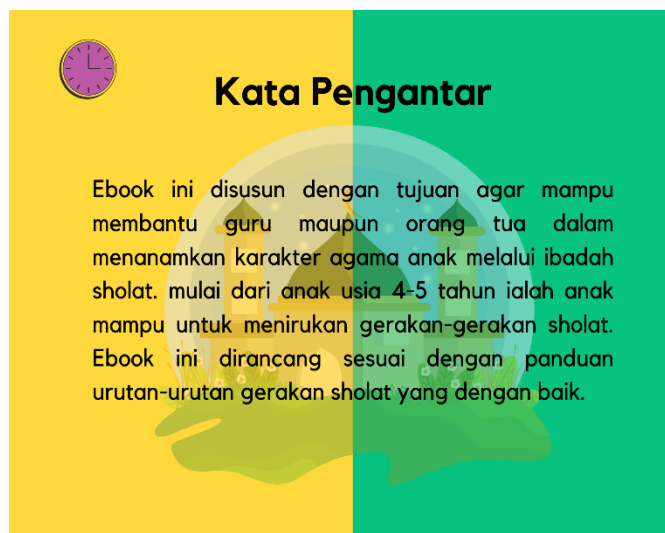 Kata Pengantar
Ebook ini disusun dengan tujuan agar mampu
membantu guru maupun orang tua dalam
menanamkan karakter agama anak melalui ibadah
sholat. mulai dari anak usia 4-5 tahun ialah anak
mampu untuk menirukan gerakan-gerakan sholat.
Ebook ini dirancang sesuai dengan panduan
urutan-urutan gerakan sholat yang dengan baik.